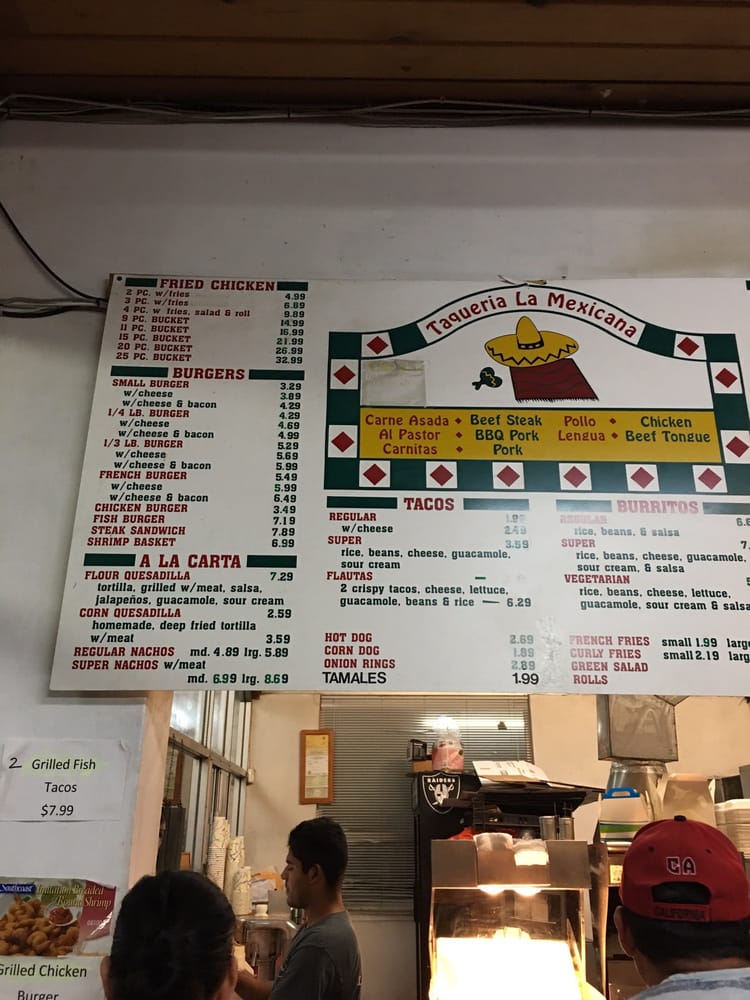 FRIED CHICKEN
2 PC. w/fries 4.99
3 PC. w/fries 6.89
4 PC w fries, salad & roll 9.89
9 PC. BUCKET 14.99
11 PC. BUCKET 16.99
15 PC. BUCKET 21.99
20 PC. BUCKET 26.99
25 PC. BUCKET 32.99
BURGERS
SMALL BURGER 3.29
w/cheese 3.89
w/cheese & bacon 4.29
1/4 LB. BURGER 4.29
w/cheese 4.69
w/cheese & bacon 4.99
1/3 LB. BURGER 5.29
w/cheese 5.69
w/cheese & bacon 5.99
FRENCH BURGER 5.49
w/cheese 5.99
w/cheese & bacon 6.49
CHICKEN BURGER 3.49
FISH BURGER 7.19
STEAK SANDWICH 7.89
SHRIMP BASKET 6.99
A LA CARTA
FLOUR QUESADILLA 7.29
tortilla, grilled w/meat, salsa,
jalapeños, guacamole, sour cream
CORN QUESADILLA 2.59
homemade, deep fried tortilla
w/meat 3.59
REGULAR NACHOS md. 4.89 lrg. 5.89
SUPER NACHOS w/meat
md. 6.99 lrg. 8.69
Taqueria La Mexicana
Carne Asada ♦ Beef Steak Pollo ♦ Chicken
Al Pastor ♦ BBQ Pork Lengua ♦ Beef Tongue
Carnitas ♦ Pork
TACOS
REGULAR 1.99
w/cheese 2.49
SUPER 3.59
rice, beans, cheese, guacamole,
sour cream
FLAUTAS
2 crispy tacos, cheese, lettuce,
guacamole, beans & rice — 6.29
HOT DOG 2.69
CORN DOG 1.89
ONION RINGS 2.89
TAMALES 1.99
BURRITOS
REGULAR
rice, beans, & salsa
SUPER
rice, beans, cheese, guacamole,
sour cream, & salsa
VEGETARIAN
rice, beans, cheese, lettuce,
guacamole, sour cream & salsa
FRENCH FRIES small 1.99
CURLY FRIES small 2.19
GREEN SALAD
ROLLS
2 Grilled Fish
Tacos
$7.99
Imitation Breaded
Round Shrimp
Grilled Chicken
Burger
RAIDERS
CA
CALIFORNIA